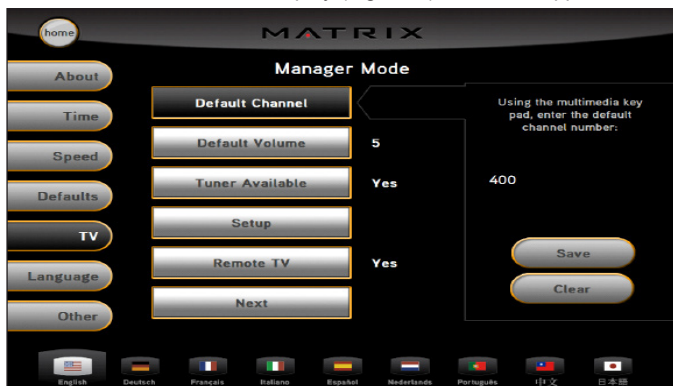 home
MATRIX
Manager Mode
About
Time
Speed
Defaults
TV
Language
Other
Default Channel
Default Volume 5
Tuner Available Yes
Setup
Remote TV Yes
Next
Using the multimedia key
pad, enter the default
channel number:
400
Save
Clear
English Deutsch Français Italiano Español Nederlands Português 中文 日本語